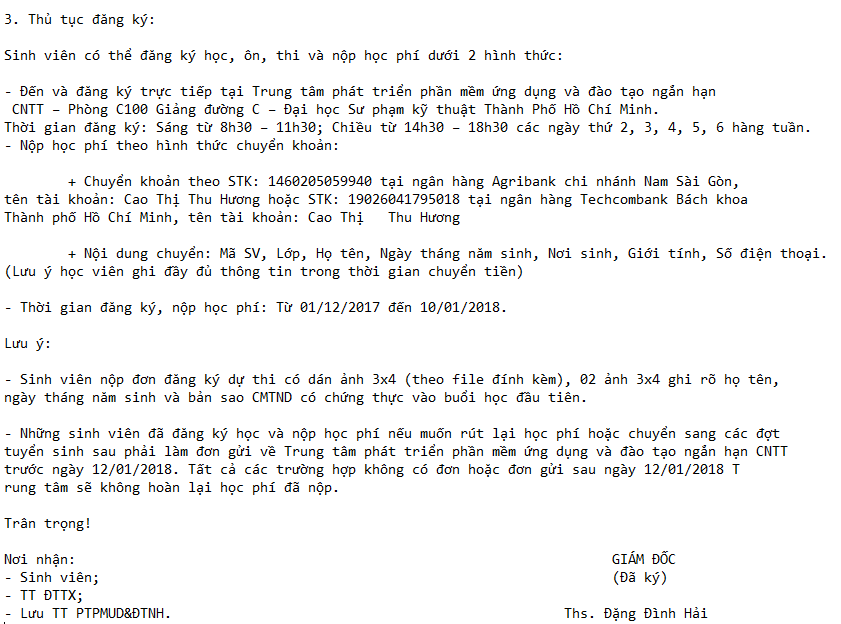 3. Thủ tục đăng ký:
Sinh viên có thể đăng ký học, ôn, thi và nộp học phí dưới 2 hình thức:
- Đến và đăng ký trực tiếp tại Trung tâm phát triển phần mềm ứng dụng và đào tạo ngắn hạn
CNTT – Phòng C100 Giảng đường C – Đại học Sư phạm kỹ thuật Thành Phố Hồ Chí Minh.
Thời gian đăng ký: Sáng từ 8h30 – 11h30; Chiều từ 14h30 – 18h30 các ngày thứ 2, 3, 4, 5, 6 hàng tuần.
- Nộp học phí theo hình thức chuyển khoản:
+ Chuyển khoản theo STK: 1460205059940 tại ngân hàng Agribank chi nhánh Nam Sài Gòn,
tên tài khoản: Cao Thị Thu Hương hoặc STK: 19026041795018 tại ngân hàng Techcombank Bách khoa
Thành phố Hồ Chí Minh, tên tài khoản: Cao Thị Thu Hương
+ Nội dung chuyển: Mã SV, Lớp, Họ tên, Ngày tháng năm sinh, Nơi sinh, Giới tính, Số điện thoại.
(Lưu ý học viên ghi đầy đủ thông tin trong thời gian chuyển tiền)
- Thời gian đăng ký, nộp học phí: Từ 01/12/2017 đến 10/01/2018.
Lưu ý:
- Sinh viên nộp đơn đăng ký dự thi có dán ảnh 3x4 (theo file đính kèm), 02 ảnh 3x4 ghi rõ họ tên,
ngày tháng năm sinh và bản sao CMTND có chứng thực vào buổi học đầu tiên.
- Những sinh viên đã đăng ký học và nộp học phí nếu muốn rút lại học phí hoặc chuyển sang các đợt
tuyển sinh sau phải làm đơn gửi về Trung tâm phát triển phần mềm ứng dụng và đào tạo ngắn hạn CNTT
trước ngày 12/01/2018. Tất cả các trường hợp không có đơn hoặc đơn gửi sau ngày 12/01/2018 T
rung tâm sẽ không hoàn lại học phí đã nộp.
Trân trọng!
Nơi nhận: GIÁM ĐỐC
- Sinh viên; (Đã ký)
- TT ĐTTX;
- Lưu TT PTPMUD&ĐTNH. Ths. Đặng Đình Hải